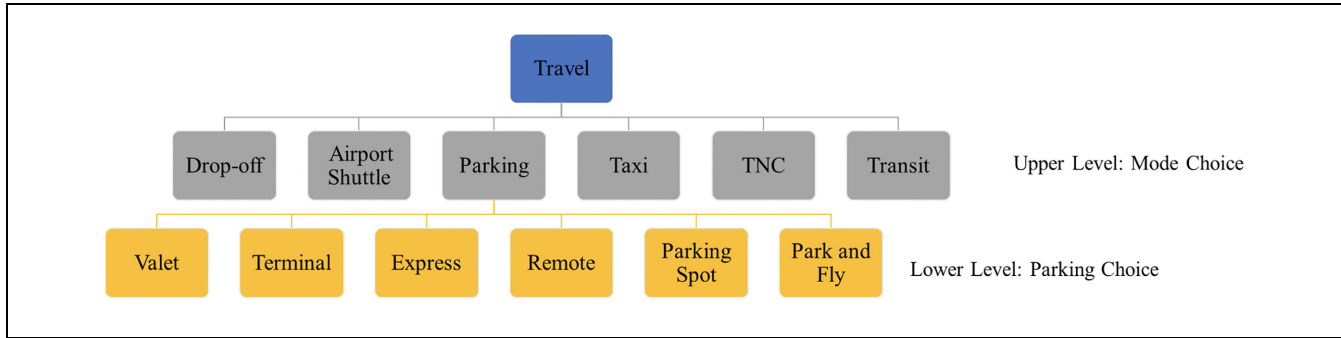 Travel
Drop-off
Airport
Shuttle
Parking
Taxi
TNC
Transit
Upper Level: Mode Choice
Valet
Terminal
Express
Remote
Parking
Spot
Park and
Fly
Lower Level: Parking Choice